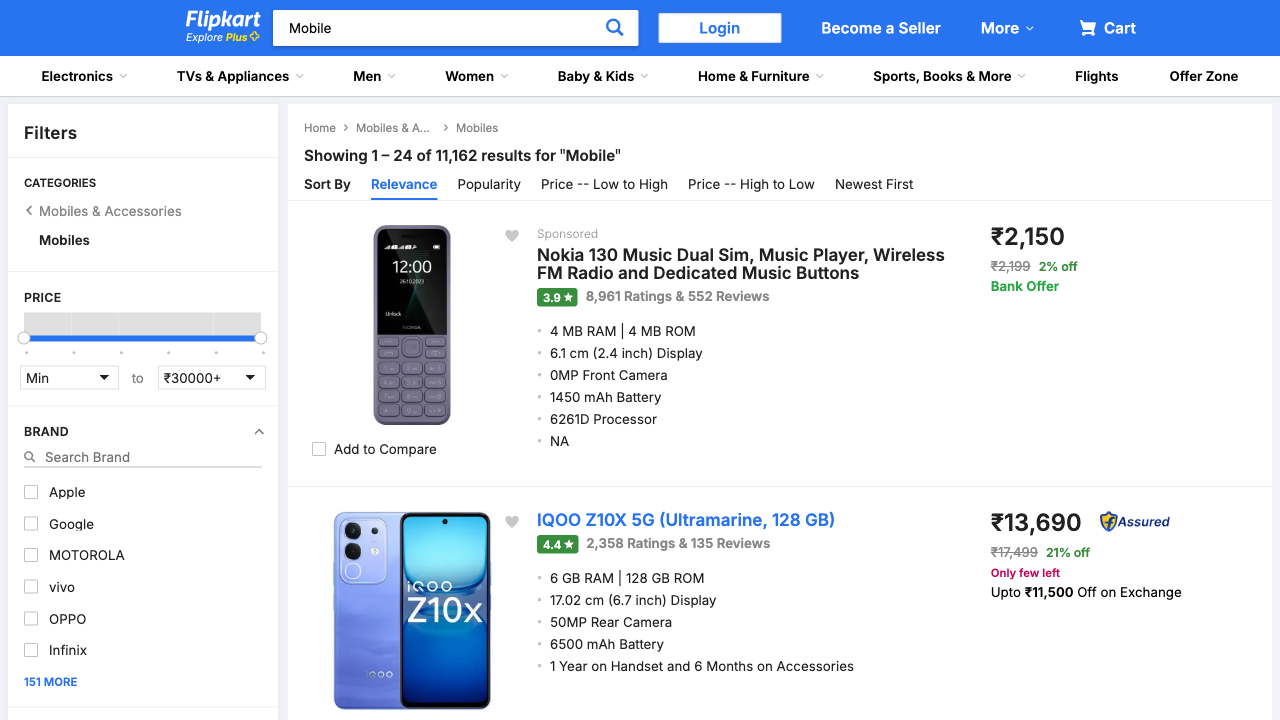 Flipkart
Explore Plus
Mobile
Login
Become a Seller
More
Cart
Electronics
TVs & Appliances
Men
Women
Baby & Kids
Home & Furniture
Sports, Books & More
Flights
Offer Zone
Filters
CATEGORIES
Mobiles & Accessories
Mobiles
PRICE
Min
to
₹30000+
BRAND
Search Brand
Apple
Google
MOTOROLA
vivo
OPPO
Infinix
151 MORE
Home
Mobiles & A...
Mobiles
Showing 1 – 24 of 11,162 results for "Mobile"
Sort By
Relevance
Popularity
Price -- Low to High
Price -- High to Low
Newest First
12:00
26.10.2023
Unlock
NOKIA
Add to Compare
Sponsored
Nokia 130 Music Dual Sim, Music Player, Wireless
FM Radio and Dedicated Music Buttons
3.9
8,961 Ratings & 552 Reviews
4 MB RAM | 4 MB ROM
6.1 cm (2.4 inch) Display
0MP Front Camera
1450 mAh Battery
6261D Processor
NA
₹2,150
₹2,199 2% off
Bank Offer
iQOO
Z10x
iQOO
IQOO Z10X 5G (Ultramarine, 128 GB)
4.4
2,358 Ratings & 135 Reviews
6 GB RAM | 128 GB ROM
17.02 cm (6.7 inch) Display
50MP Rear Camera
6500 mAh Battery
1 Year on Handset and 6 Months on Accessories
₹13,690
Assured
₹17,499 21% off
Only few left
Upto ₹11,500 Off on Exchange